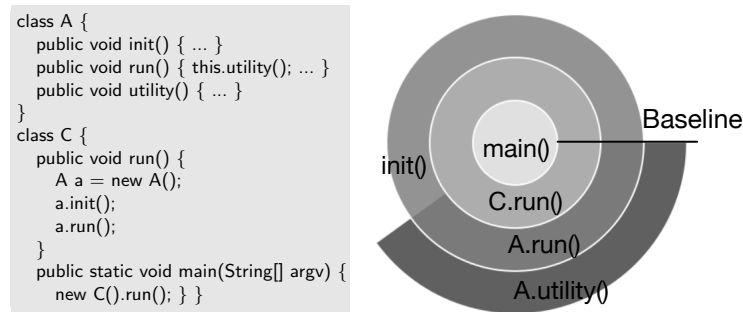 class A {
public void init() { ... }
public void run() { this.utility(); ... }
public void utility() { ... }
}
class C {
public void run() {
A a = new A();
a.init();
a.run();
}
public static void main(String[] argv) {
new C().run(); } }
Baseline
main()
init()
C.run()
A.run()
A.utility()